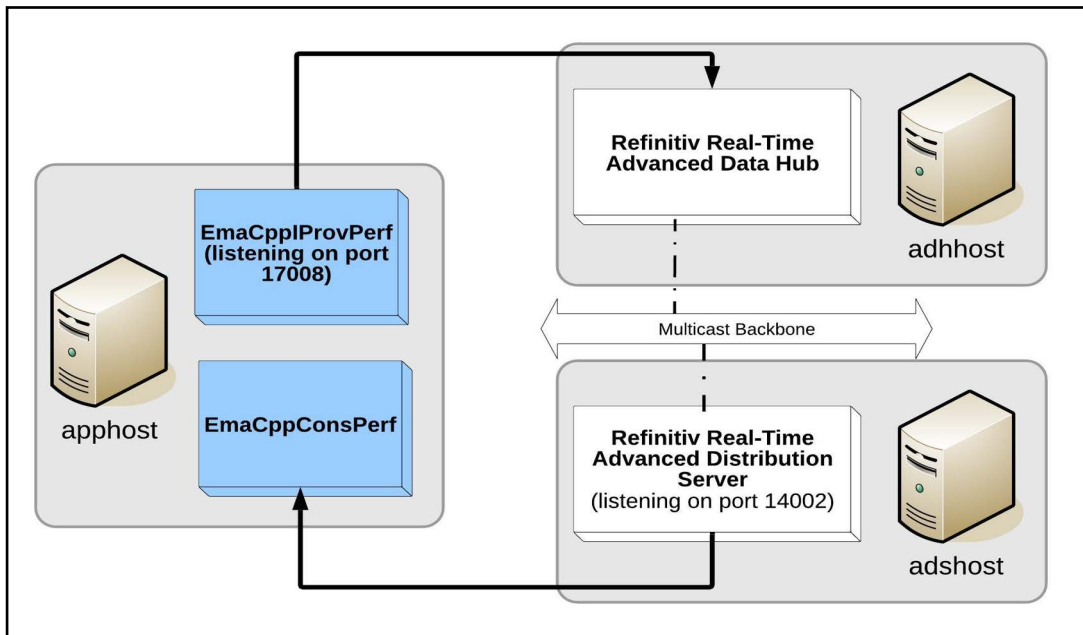 Refinitiv Real-Time
Advanced Data Hub
adhhost
EmaCppIProvPerf
(listening on port
17008)
Multicast Backbone
EmaCppConsPerf
apphost
Refinitiv Real-Time
Advanced Distribution
Server
(listening on port 14002)
adshost